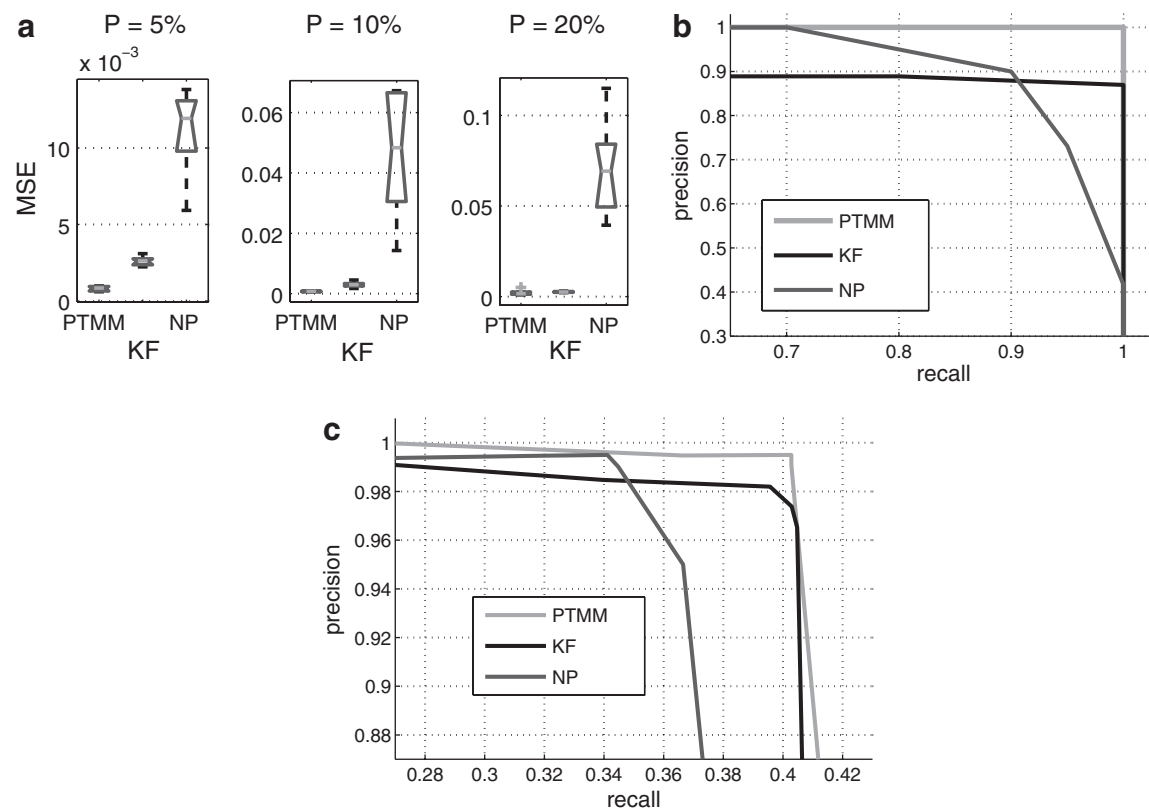 a
P = 5%
P = 10%
P = 20%
x 10⁻³
MSE
10
5
0
PTMM
NP
KF
0.06
0.04
0.02
0
PTMM
NP
KF
0.1
0.05
0
PTMM
NP
KF
b
precision
1
0.9
0.8
0.7
0.6
0.5
0.4
0.3
PTMM
KF
NP
0.7
0.8
0.9
1
recall
c
precision
1
0.98
0.96
0.94
0.92
0.9
0.88
PTMM
KF
NP
0.28
0.3
0.32
0.34
0.36
0.38
0.4
0.42
recall